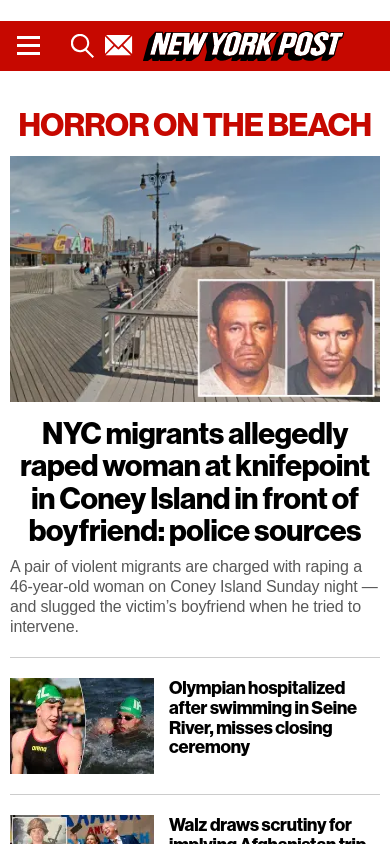 NEW YORK POST
HORROR ON THE BEACH
NYC migrants allegedly
raped woman at knifepoint
in Coney Island in front of
boyfriend: police sources
A pair of violent migrants are charged with raping a
46-year-old woman on Coney Island Sunday night —
and slugged the victim’s boyfriend when he tried to
intervene.
Olympian hospitalized
after swimming in Seine
River, misses closing
ceremony
arena
Walz draws scrutiny for
implying Afghanistan trip